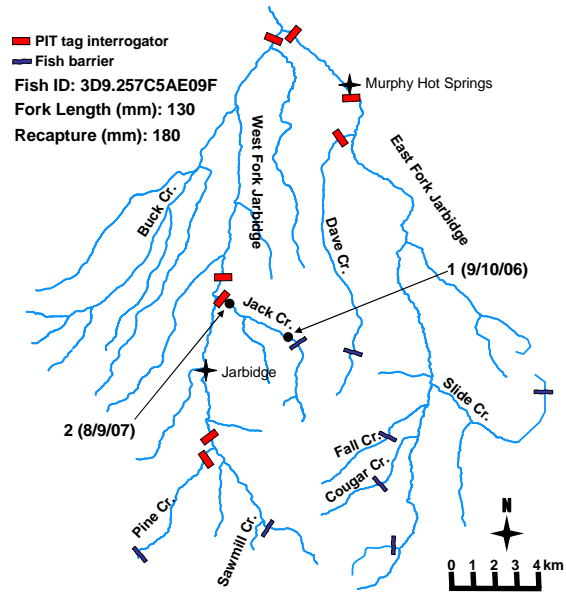 PIT tag interrogator
Fish barrier
Fish ID: 3D9.257C5AE09F
Fork Length (mm): 130
Recapture (mm): 180
Murphy Hot Springs
West Fork Jarbidge
East Fork Jarbidge
Buck Cr.
Dave Cr.
1 (9/10/06)
Jack Cr.
Jarbidge
Slide Cr.
2 (8/9/07)
Fall Cr.
Cougar Cr.
Pine Cr.
Sawmill Cr.
N
0 1 2 3 4 km